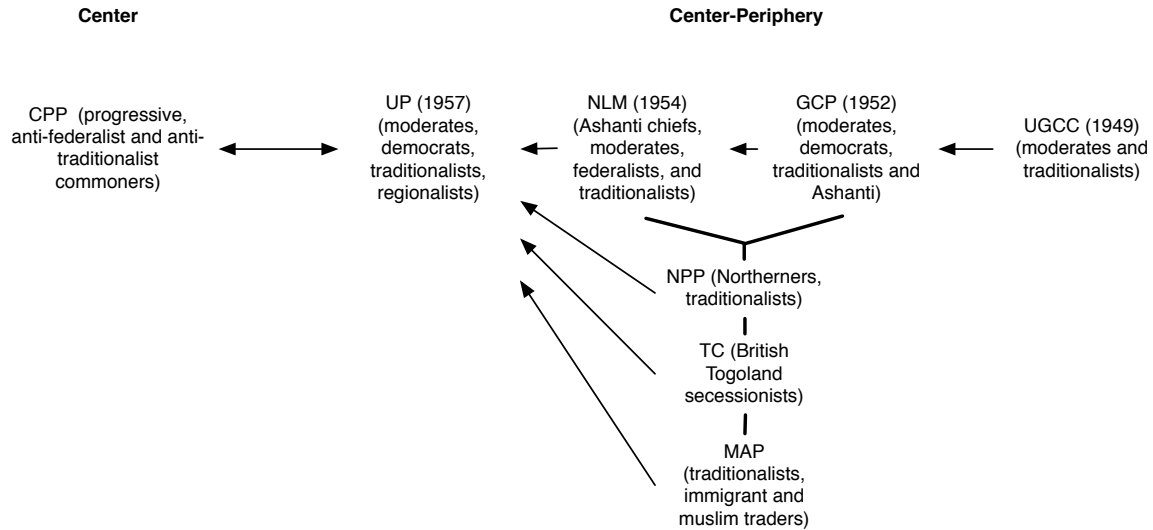 Center
Center-Periphery
CPP (progressive,
anti-federalist and anti-
traditionalist
commoners)
UP (1957)
(moderates,
democrats,
traditionalists,
regionalists)
NLM (1954)
(Ashanti chiefs,
moderates,
federalists, and
traditionalists)
GCP (1952)
(moderates,
democrats,
traditionalists and
Ashanti)
UGCC (1949)
(moderates and
traditionalists)
NPP (Northerners,
traditionalists)
TC (British
Togoland
secessionists)
MAP
(traditionalists,
immigrant and
muslim traders)